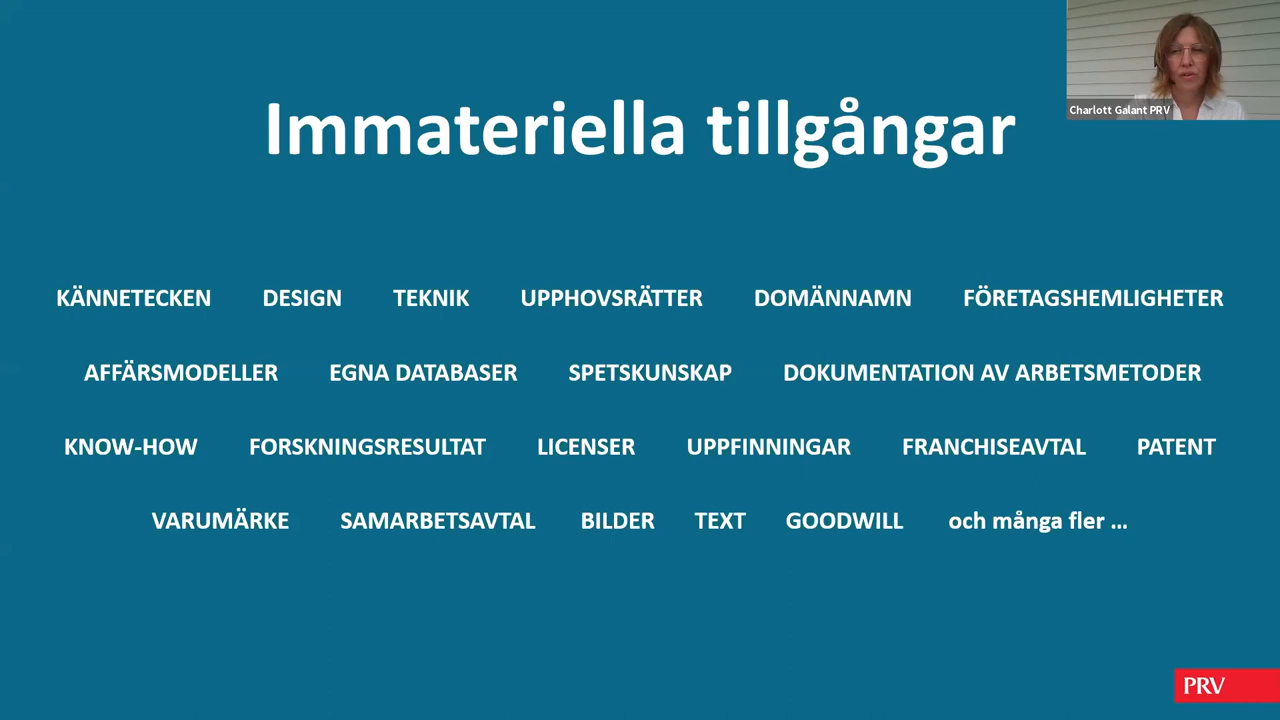 Charlott Galant PRV
Immateriella tillgångar
KÄNNETECKEN DESIGN TEKNIK UPPHOVSRÄTTER DOMÄNNAMN FÖRETAGSHEMLIGHETER
AFFÄRSMODELLER EGNA DATABASER SPETSKUNSKAP DOKUMENTATION AV ARBETSMETODER
KNOW-HOW FORSKNINGSRESULTAT LICENSER UPPFINNINGAR FRANCHISEAVTAL PATENT
VARUMÄRKE SAMARBETSAVTAL BILDER TEXT GOODWILL och många fler ...
PRV